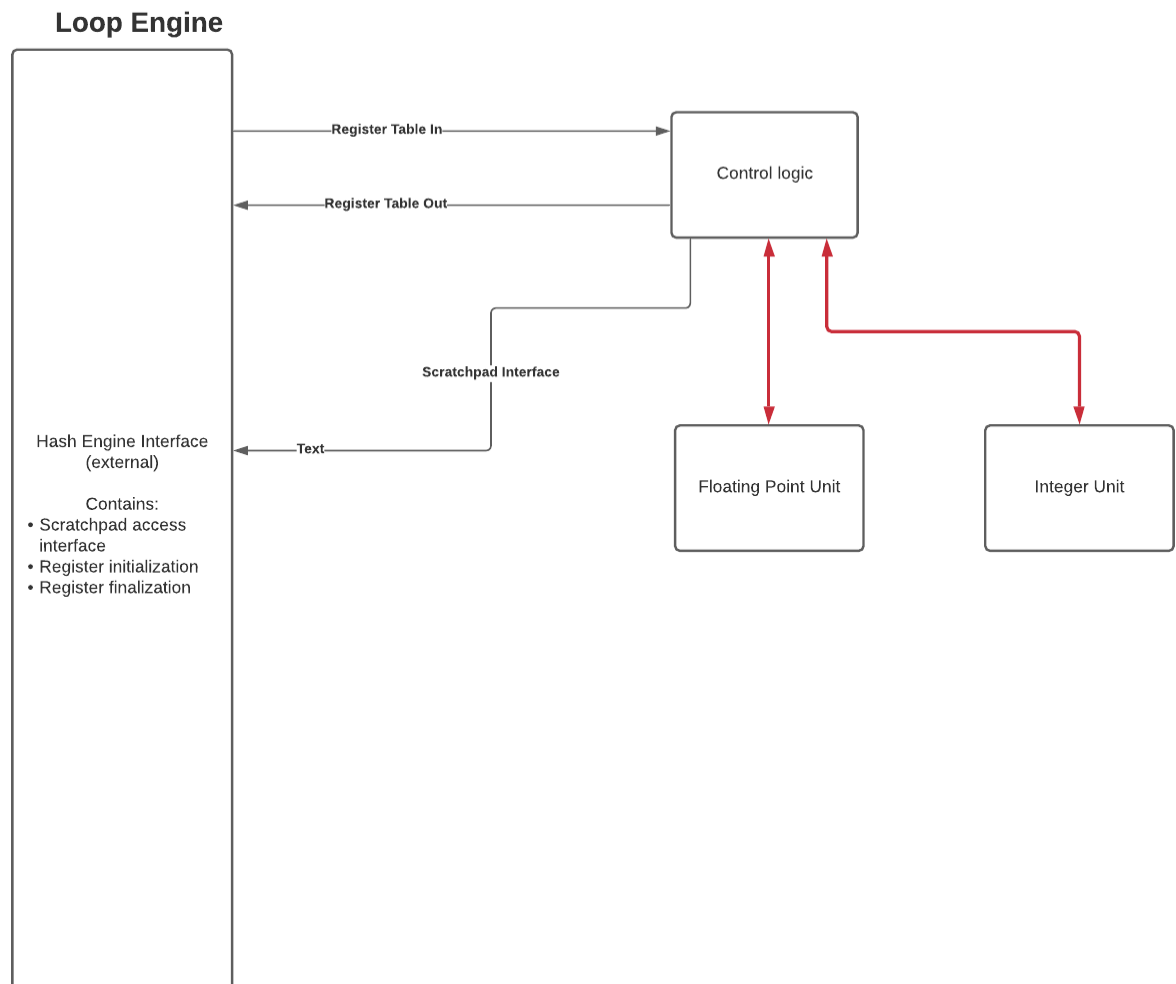 Loop Engine
Register Table In
Control logic
Register Table Out
Scratchpad Interface
Hash Engine Interface
(external)
Text
Contains:
• Scratchpad access
interface
• Register initialization
• Register finalization
Floating Point Unit
Integer Unit